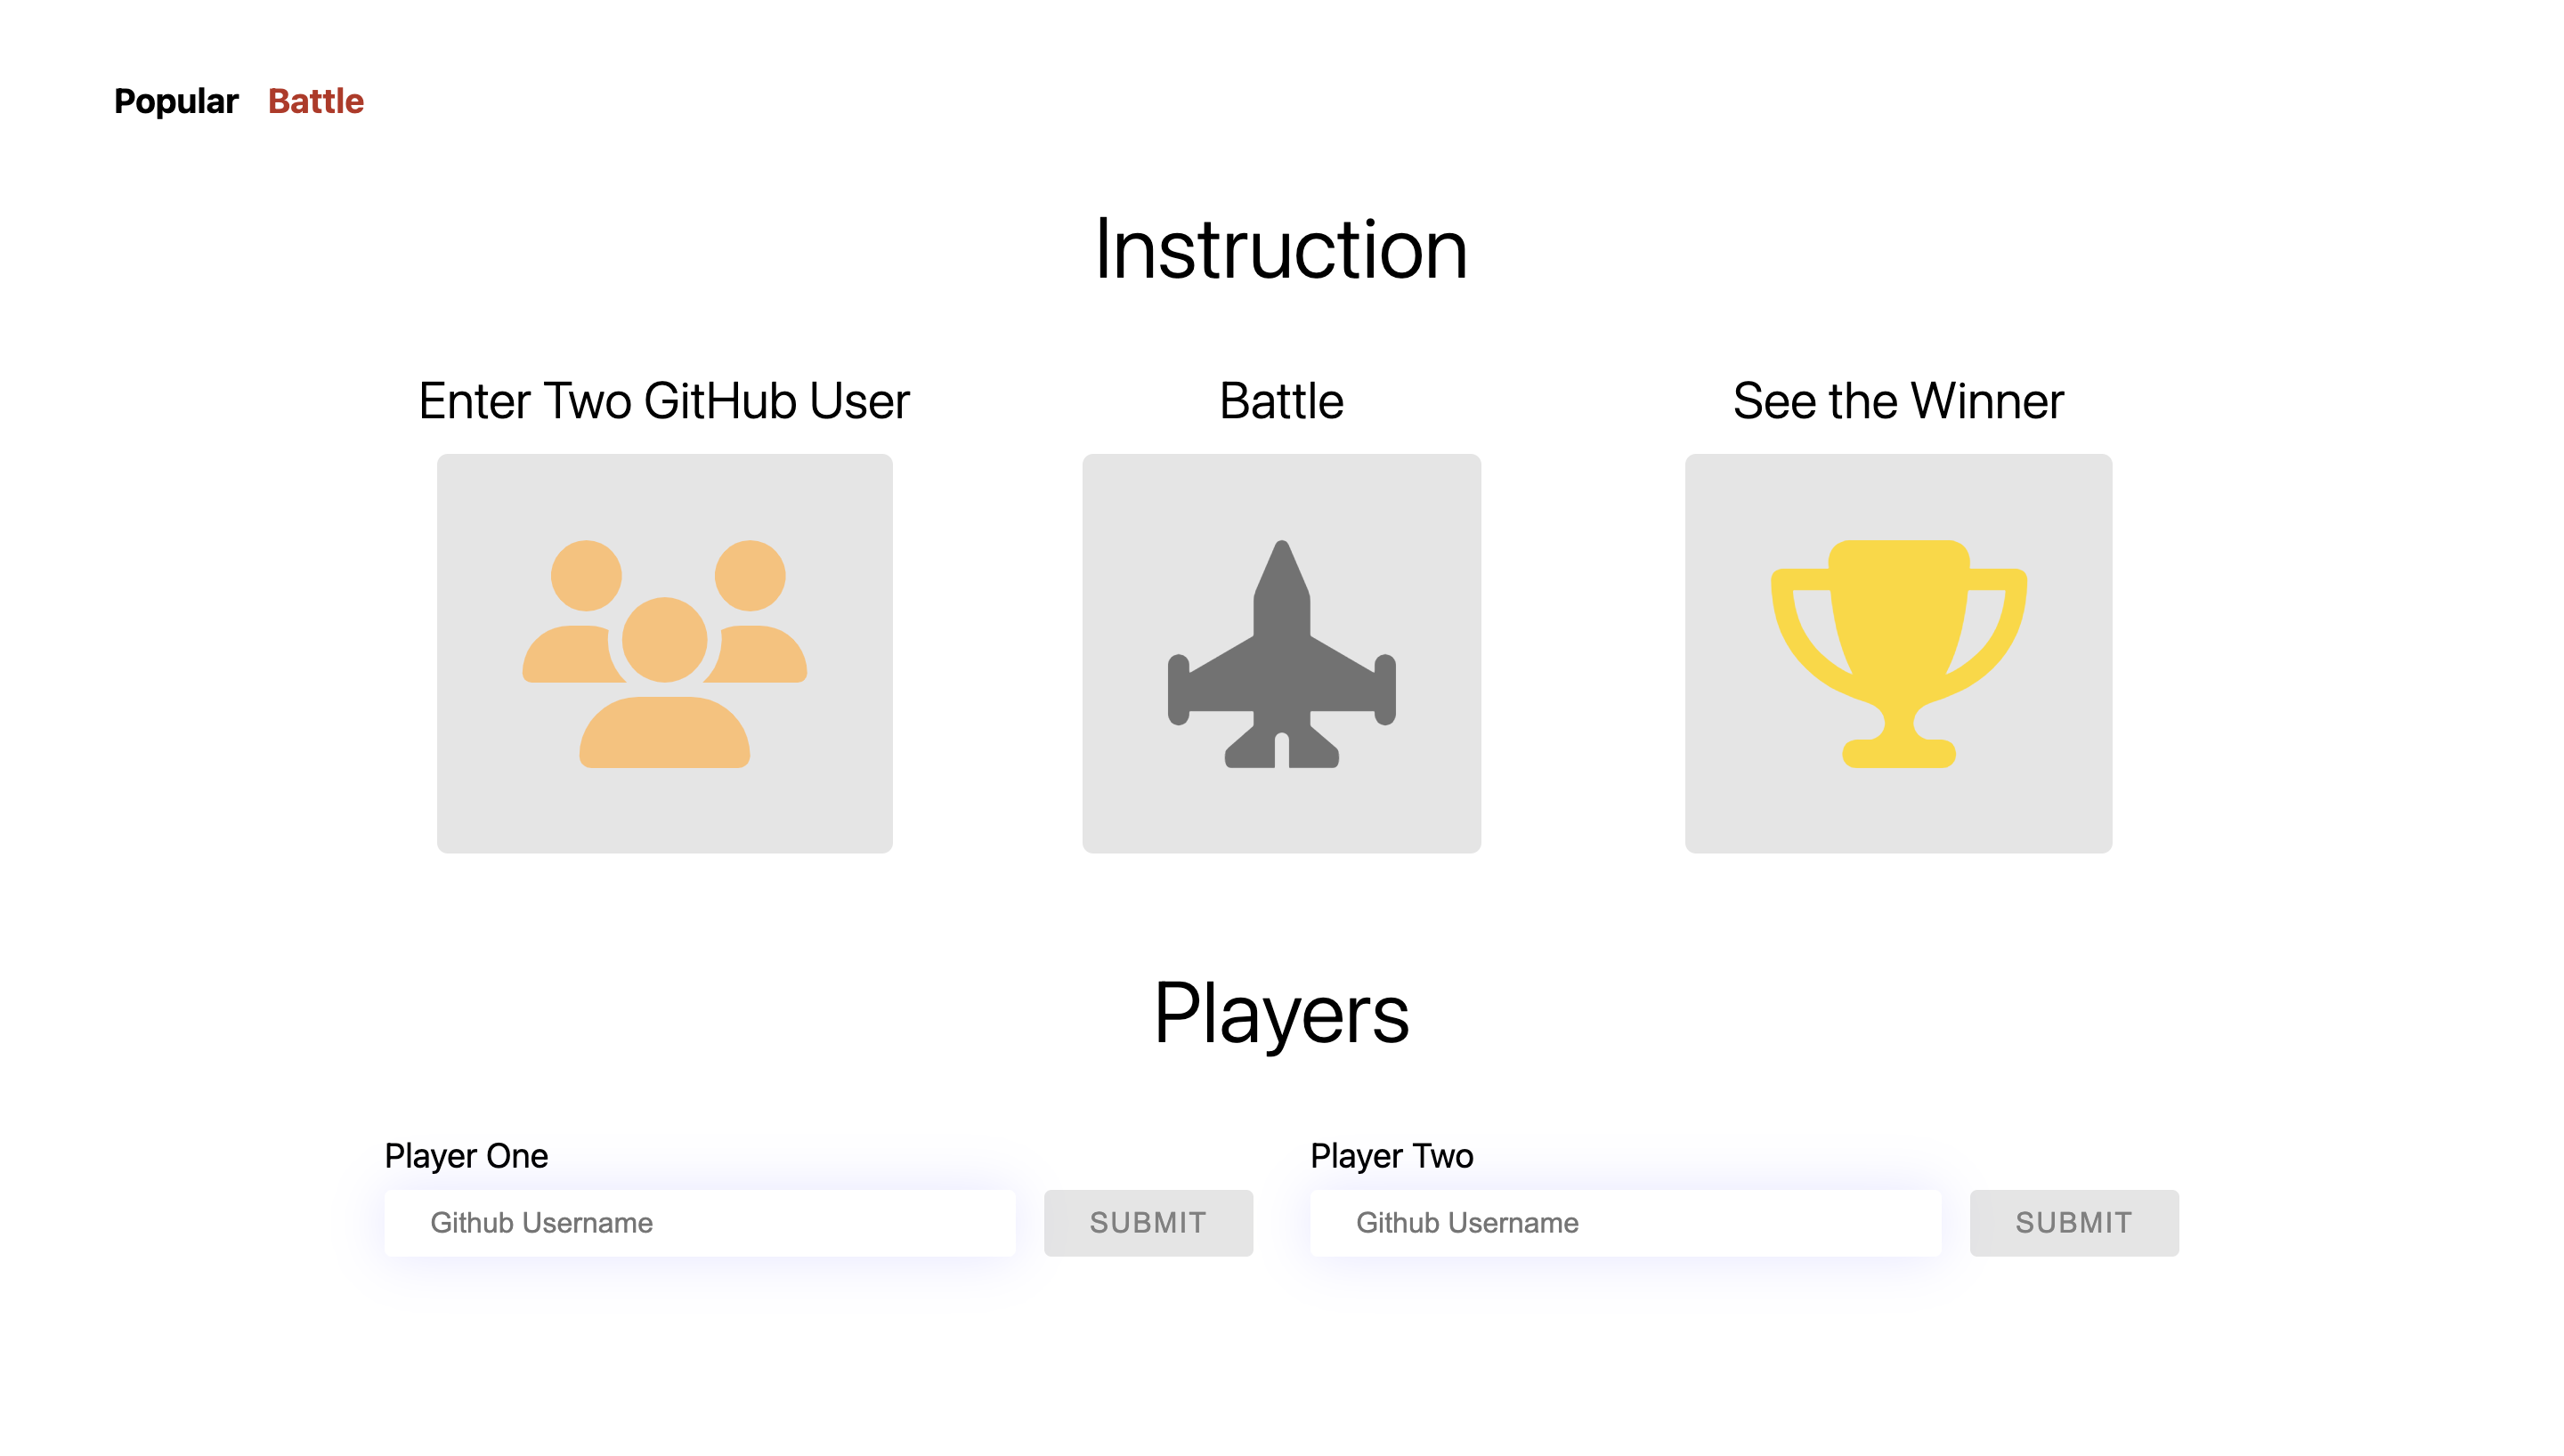 Popular Battle
Instruction
Enter Two GitHub User
Battle
See the Winner
Players
Player One
Github Username
SUBMIT
Player Two
Github Username
SUBMIT